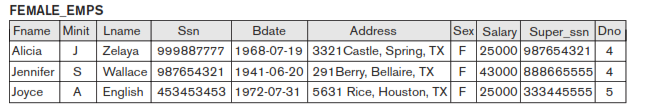 FEMALE_EMPS
Fname Minit Lname Ssn Bdate Address Sex Salary Super_ssn Dno
Alicia J Zelaya 999887777 1968-07-19 3321Castle, Spring, TX F 25000 987654321 4
Jennifer S Wallace 987654321 1941-06-20 291Berry, Bellaire, TX F 43000 888665555 4
Joyce A English 453453453 1972-07-31 5631 Rice, Houston, TX F 25000 333445555 5